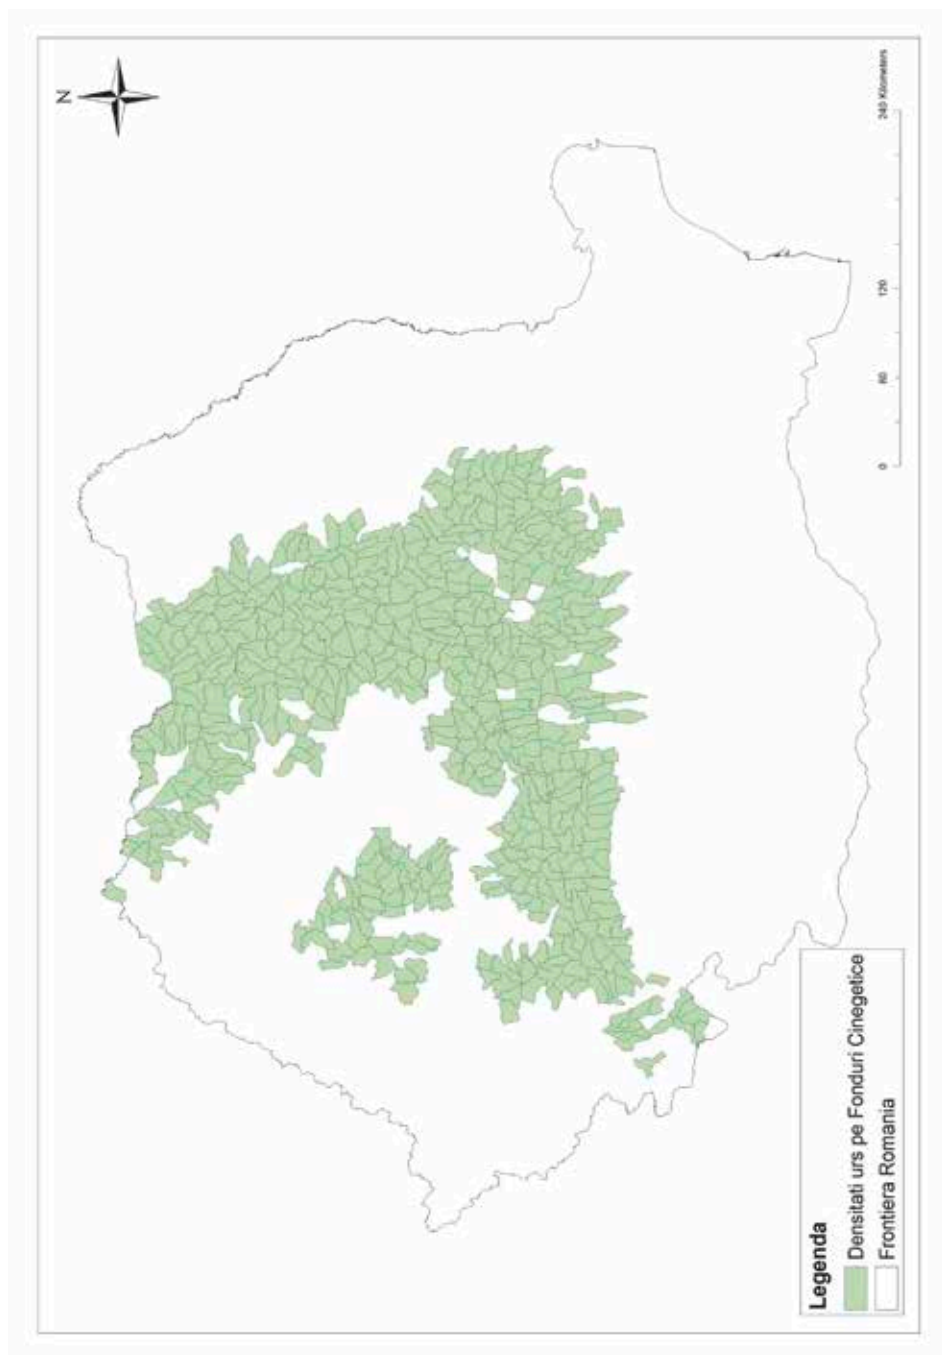 N
Legenda
Densitati urs pe Fonduri Cinegetice
Frontiera Romania
0 60 120 240 Kilometers